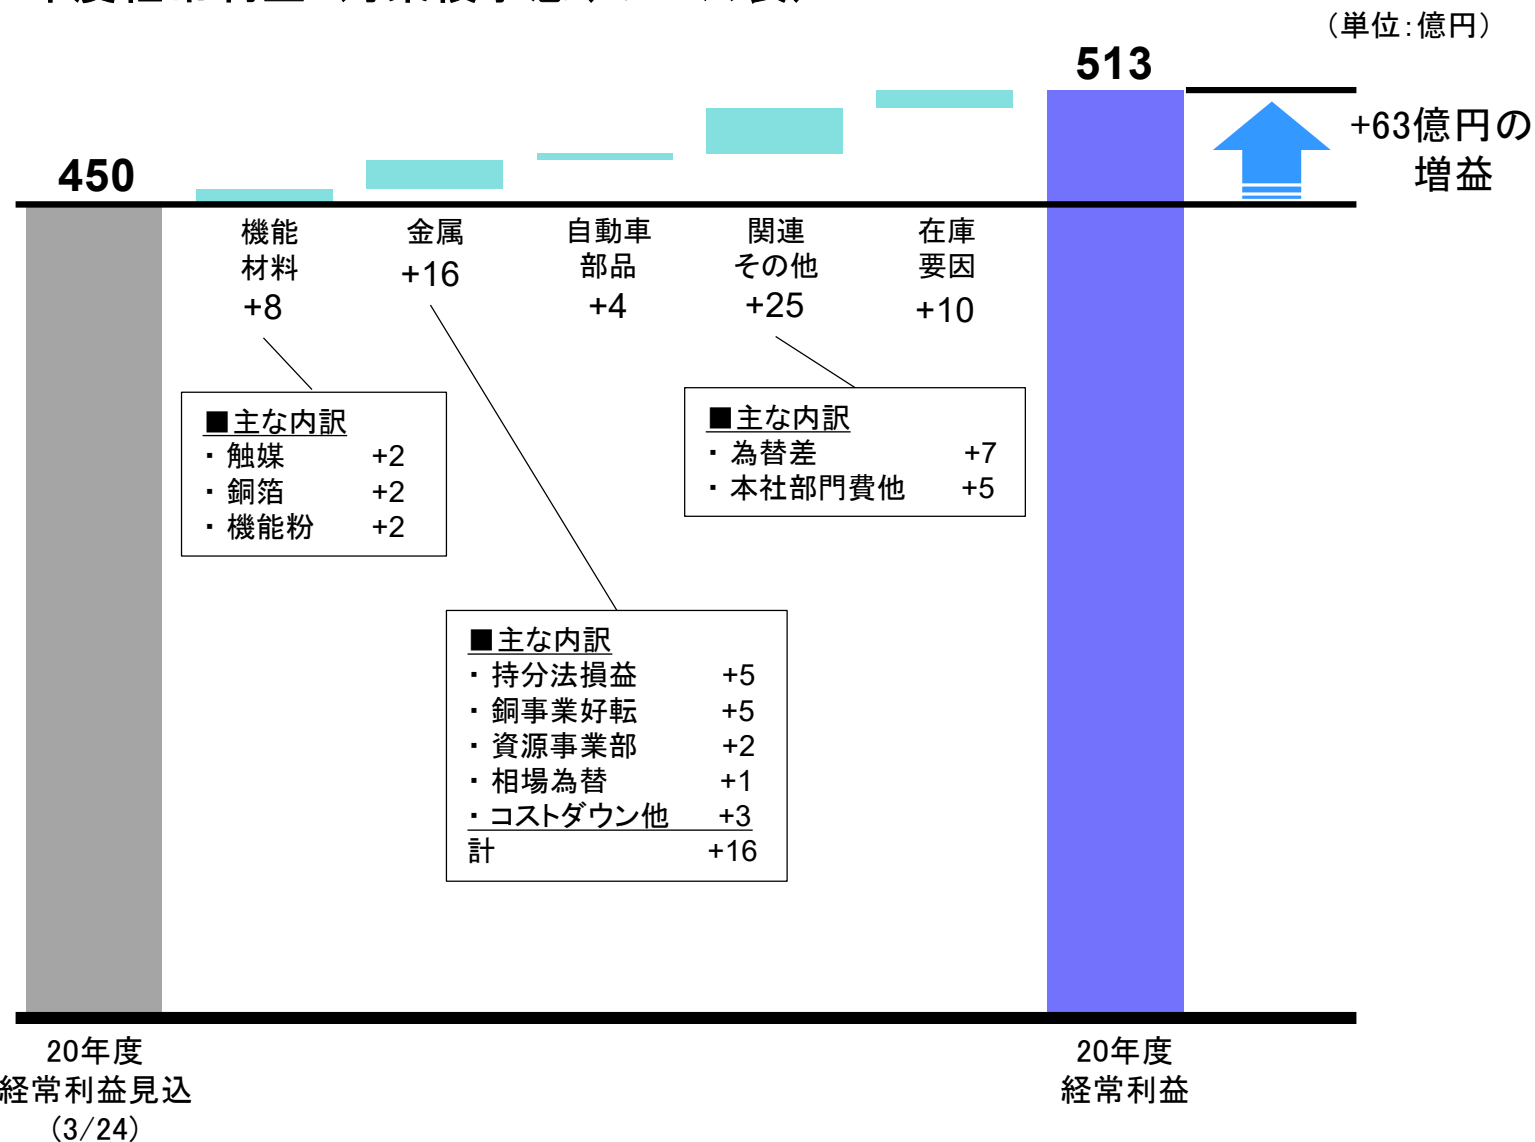 （単位：億円）
513
+63億円の
増益
450
機能
材料
+8
金属
+16
自動車
部品
+4
関連
その他
+25
在庫
要因
+10
■主な内訳
・触媒 +2
・銅箔 +2
・機能粉 +2
■主な内訳
・為替差 +7
・本社部門費他 +5
■主な内訳
・持分法損益 +5
・銅事業好転 +5
・資源事業部 +2
・相場為替 +1
・コストダウン他 +3
計 +16
20年度
経常利益見込
（3/24）
20年度
経常利益